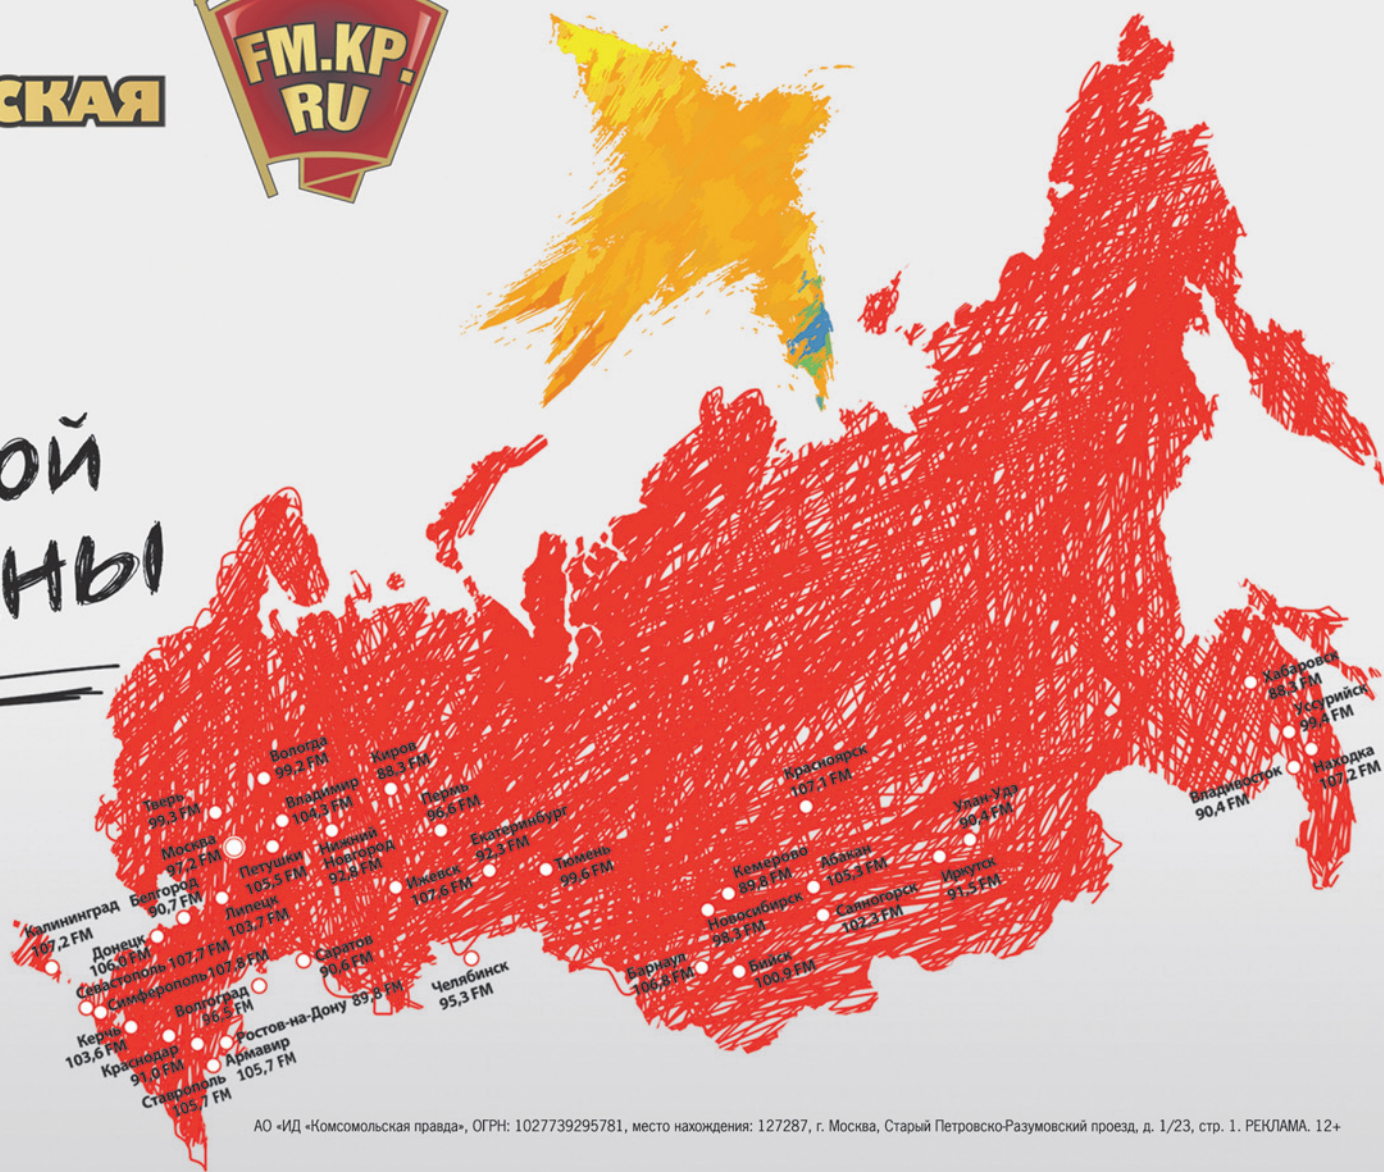 СКАЯ
FM.KP.
RU
ой
ны
Хабаровск
88,3 FM
Уссурийск
99,4 FM
Находка
107,2 FM
Владивосток
90,4 FM
Вологда
99,2 FM
Киров
88,3 FM
Красноярск
107,1 FM
Тверь
99,3 FM
Владимир
104,3 FM
Пермь
96,6 FM
Улан-Удэ
90,4 FM
Москва
97,2 FM
Петушки
105,5 FM
Нижний
Новгород
92,8 FM
Екатеринбург
92,3 FM
Тюмень
99,6 FM
Ижевск
107,6 FM
Кемерово
89,8 FM
Абакан
105,3 FM
Иркутск
91,5 FM
Белгород
90,7 FM
Липецк
103,7 FM
Новосибирск
98,3 FM
Саяногорск
102,3 FM
Калининград
107,2 FM
Донецк
106,0 FM
Севастополь 107,7 FM
Симферополь 107,8 FM
Саратов
90,6 FM
Челябинск
95,3 FM
Барнаул
106,8 FM
Бийск
100,9 FM
Волгоград
96,5 FM
Ростов-на-Дону 89,8 FM
Керчь
103,6 FM
Краснодар
91,0 FM
Армавир
105,7 FM
Ставрополь
105,7 FM
АО «ИД «Комсомольская правда», ОГРН: 1027739295781, место нахождения: 127287, г. Москва, Старый Петровско-Разумовский проезд, д. 1/23, стр. 1. РЕКЛАМА. 12+